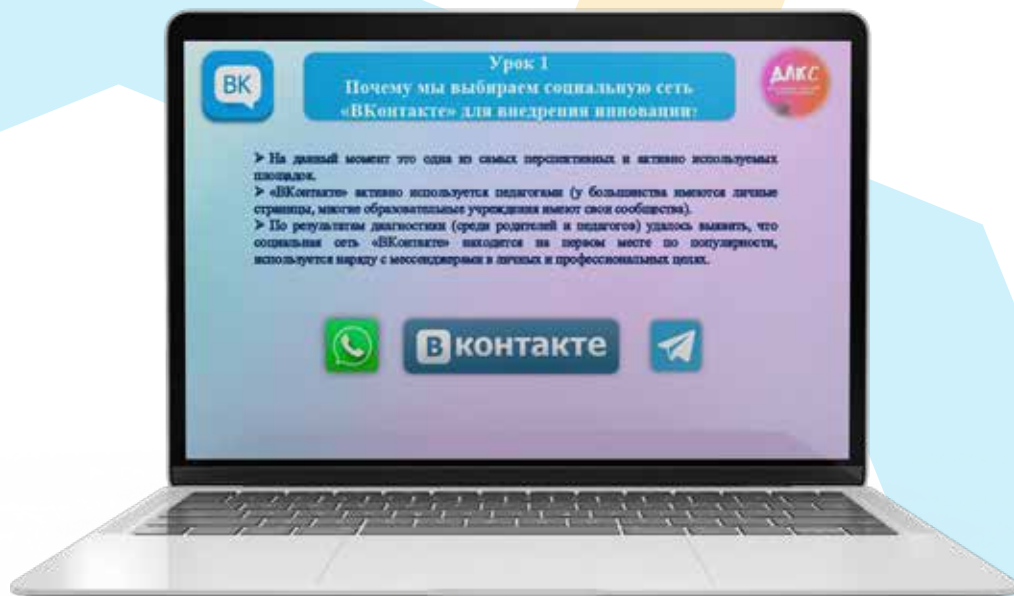 ВК
Урок 1
Почему мы выбираем социальную сеть
«ВКонтакте» для внедрения инновации?
ДЛКС
➤ На данный момент это одна из самых перспективных и активно используемых
площадок.
➤ «ВКонтакте» активно используется педагогами (у большинства имеются личные
страницы, многие образовательные учреждения имеют свои сообщества).
➤ По результатам диагностики (среди родителей и педагогов) удалось выявить, что
социальная сеть «ВКонтакте» находится на первом месте по популярности,
используется наряду с мессенджерами в личных и профессиональных целях.
В контакте